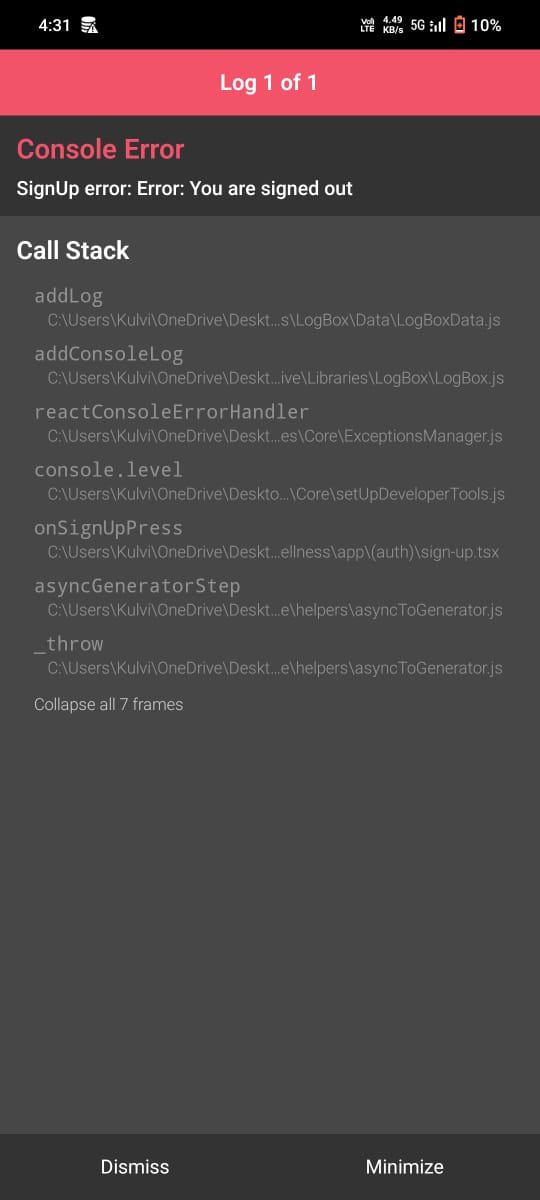 4:31 Vo) LTE 4.49 KB/s 5G 10%
Log 1 of 1
Console Error
SignUp error: Error: You are signed out
Call Stack
addLog
C:\Users\Kulvi\OneDrive\Deskt...s\LogBox\Data\LogBoxData.js
addConsoleLog
C:\Users\Kulvi\OneDrive\Deskt...ive\Libraries\LogBox\LogBox.js
reactConsoleErrorHandler
C:\Users\Kulvi\OneDrive\Deskt...es\Core\ExceptionsManager.js
console.level
C:\Users\Kulvi\OneDrive\Deskto...\Core\setUpDeveloperTools.js
onSignUpPress
C:\Users\Kulvi\OneDrive\Deskt...ellness\app\(auth)\sign-up.tsx
asyncGeneratorStep
C:\Users\Kulvi\OneDrive\Deskt...e\helpers\asyncToGenerator.js
_throw
C:\Users\Kulvi\OneDrive\Deskt...e\helpers\asyncToGenerator.js
Collapse all 7 frames
Dismiss Minimize